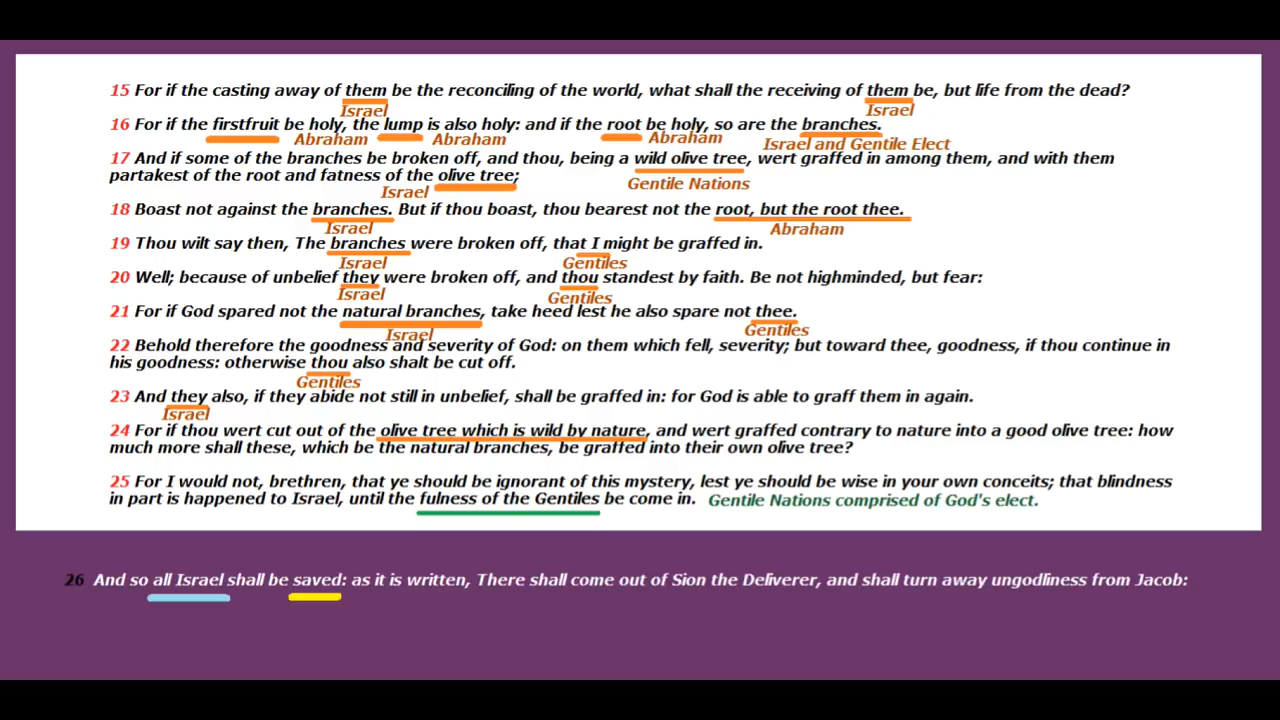 15 For if the casting away of them be the reconciling of the world, what shall the receiving of them be, but life from the dead?
Israel Israel
16 For if the firstfruit be holy, the lump is also holy: and if the root be holy, so are the branches.
Abraham Abraham Abraham Israel and Gentile Elect
17 And if some of the branches be broken off, and thou, being a wild olive tree, wert graffed in among them, and with them
partakest of the root and fatness of the olive tree;
Israel Gentile Nations
18 Boast not against the branches. But if thou boast, thou bearest not the root, but the root thee.
Israel Abraham
19 Thou wilt say then, The branches were broken off, that I might be graffed in.
Israel Gentiles
20 Well; because of unbelief they were broken off, and thou standest by faith. Be not highminded, but fear:
Israel Gentiles
21 For if God spared not the natural branches, take heed lest he also spare not thee.
Israel Gentiles
22 Behold therefore the goodness and severity of God: on them which fell, severity; but toward thee, goodness, if thou continue in
his goodness: otherwise thou also shalt be cut off.
Gentiles
23 And they also, if they abide not still in unbelief, shall be graffed in: for God is able to graff them in again.
Israel
24 For if thou wert cut out of the olive tree which is wild by nature, and wert graffed contrary to nature into a good olive tree: how
much more shall these, which be the natural branches, be graffed into their own olive tree?
25 For I would not, brethren, that ye should be ignorant of this mystery, lest ye should be wise in your own conceits; that blindness
in part is happened to Israel, until the fulness of the Gentiles be come in. Gentile Nations comprised of God's elect.
26 And so all Israel shall be saved: as it is written, There shall come out of Sion the Deliverer, and shall turn away ungodliness from Jacob: